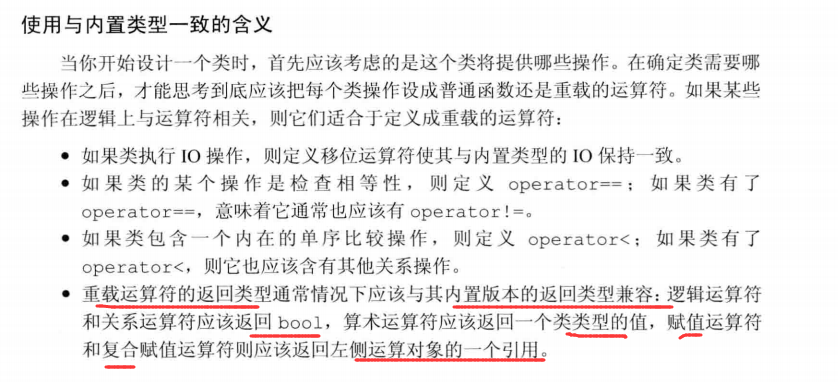 使用与内置类型一致的含义
当你开始设计一个类时，首先应该考虑的是这个类将提供哪些操作。在确定类需要哪
些操作之后，才能思考到底应该把每个类操作设成普通函数还是重载的运算符。如果某些
操作在逻辑上与运算符相关，则它们适合于定义成重载的运算符：
• 如果类执行 IO 操作，则定义移位运算符使其与内置类型的 IO 保持一致。
• 如果类的某个操作是检查相等性，则定义 operator==；如果类有了
operator==，意味着它通常也应该有 operator!=。
• 如果类包含一个内在的单序比较操作，则定义 operator<；如果类有了
operator<，则它也应该含有其他关系操作。
• 重载运算符的返回类型通常情况下应该与其内置版本的返回类型兼容：逻辑运算符
和关系运算符应该返回 bool，算术运算符应该返回一个类类型的值，赋值运算符
和复合赋值运算符则应该返回左侧运算对象的一个引用。